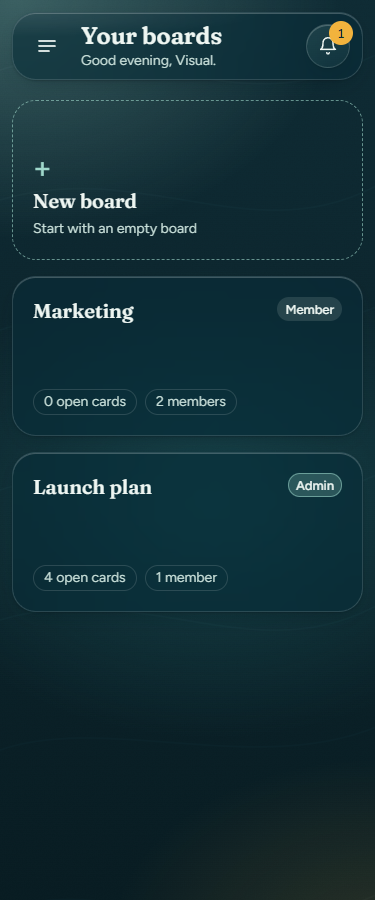 Your boards
1
Good evening, Visual.
+
New board
Start with an empty board
Marketing
Member
0 open cards
2 members
Launch plan
Admin
4 open cards
1 member